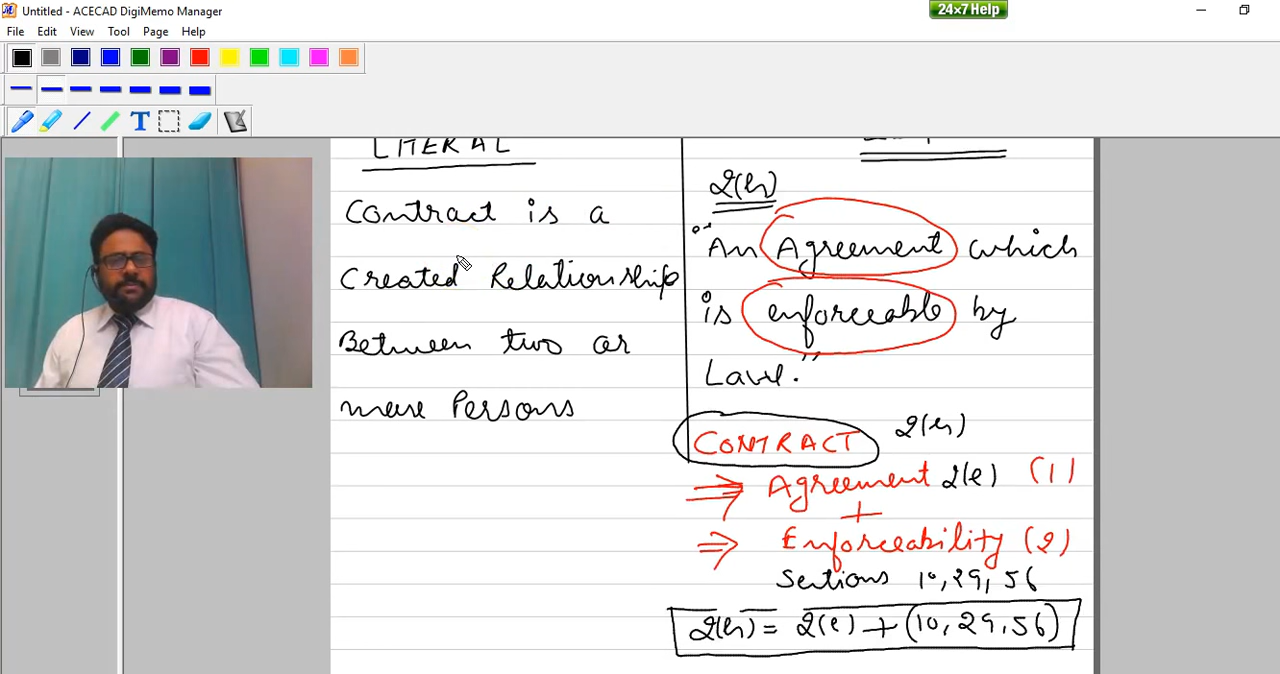 Untitled - ACECAD DigiMemo Manager
24×7 Help
File Edit View Tool Page Help
T
LITERAL
Contract is a
Created Relationship
Between two or
more Persons
2(h)
"An Agreement which
is enforceable by
Law."
CONTRACT 2(h)
⇒ Agreement 2(e) (1)
+
⇒ Enforceability (2)
Sections 10, 29, 56
2(h) = 2(e) + (10, 29, 56)